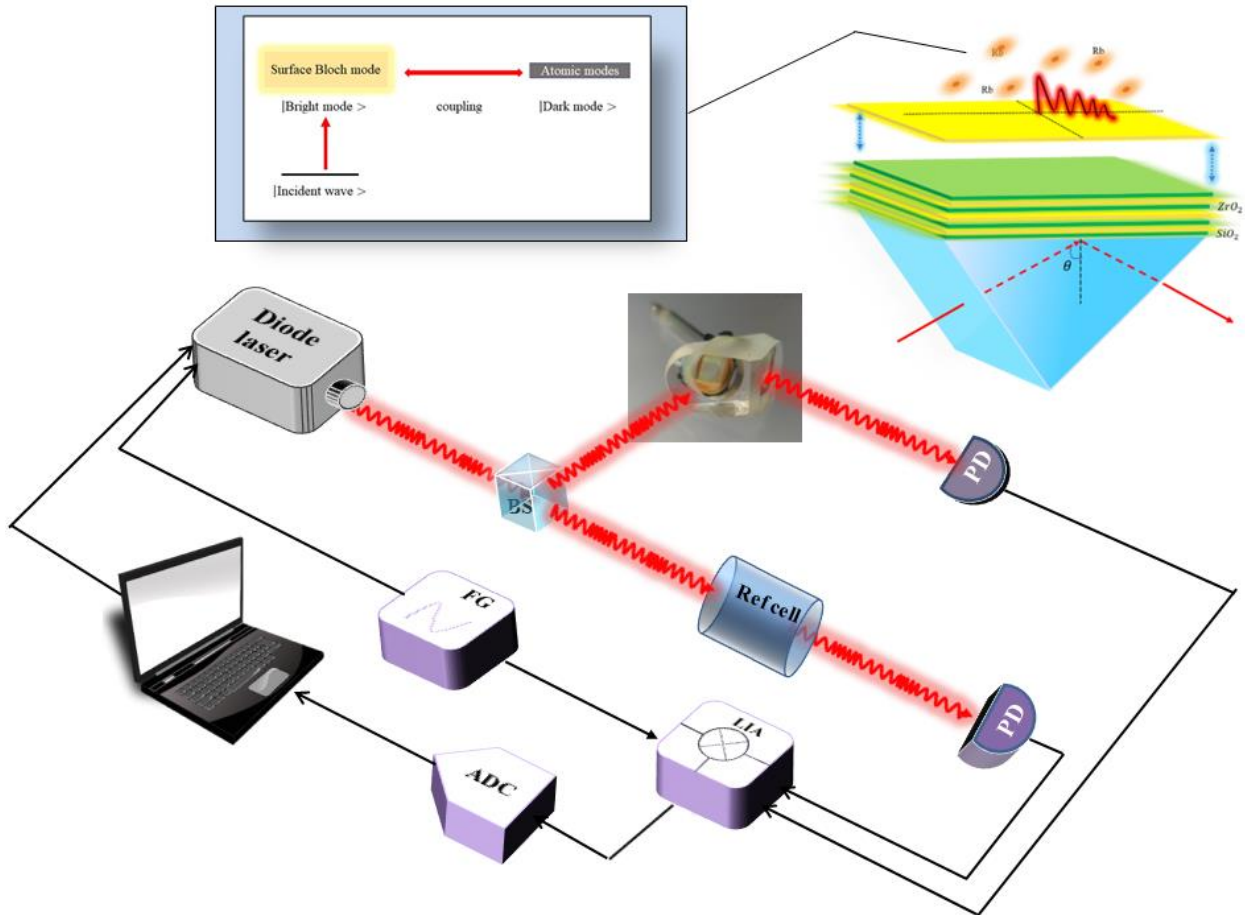 Surface Bloch mode
Atomic modes
|Bright mode >
coupling
|Dark mode >
|Incident wave >
Rb
Rb
ZrO₂
SiO₂
θ
Diode
laser
BS
PD
Ref cell
FG
PD
LIA
ADC